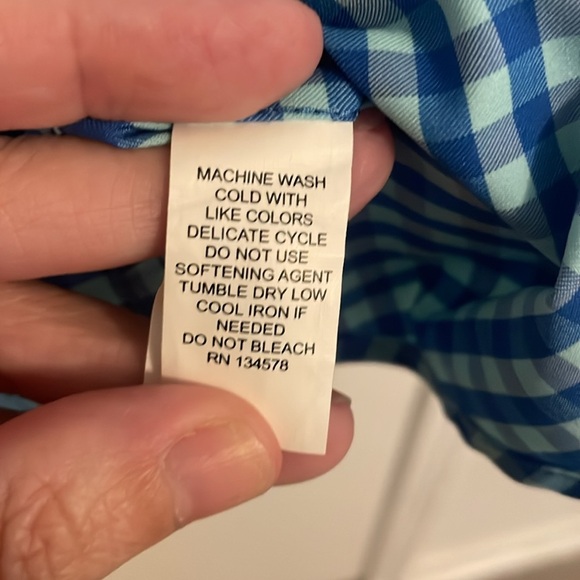 MACHINE WASH
COLD WITH
LIKE COLORS
DELICATE CYCLE
DO NOT USE
SOFTENING AGENT
TUMBLE DRY LOW
COOL IRON IF
NEEDED
DO NOT BLEACH
RN 134578